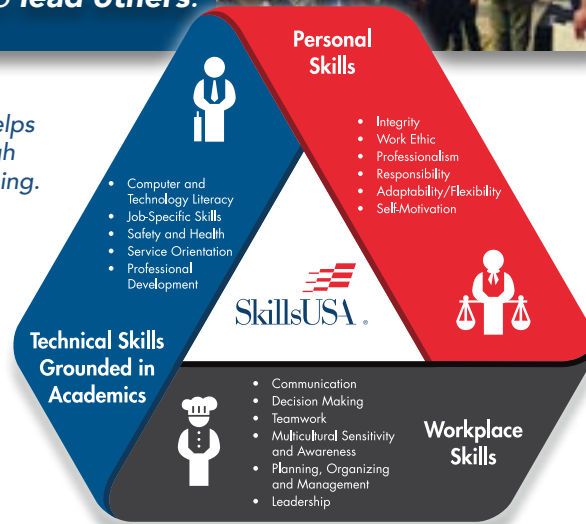 lead others.
elps
ing.
Personal
Skills
• Integrity
• Work Ethic
• Professionalism
• Responsibility
• Adaptability/Flexibility
• Self-Motivation
• Computer and
Technology Literacy
• Job-Specific Skills
• Safety and Health
• Service Orientation
• Professional
Development
SkillsUSA®
Technical Skills
Grounded in
Academics
• Communication
• Decision Making
• Teamwork
• Multicultural Sensitivity
and Awareness
• Planning, Organizing
and Management
• Leadership
Workplace
Skills